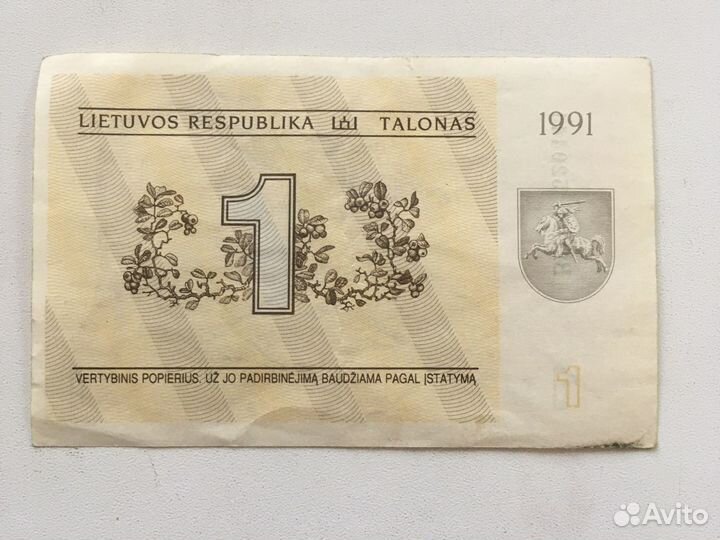 LIETUVOS RESPUBLIKA TALONAS
1991
1
VERTYBINIS POPIERIUS. UŽ JO PADIRBINĖJIMĄ BAUDŽIAMA PAGAL ĮSTATYMĄ
1
Avito